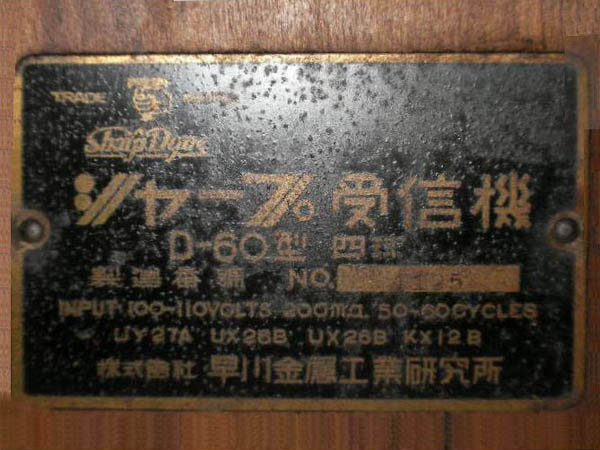 TRADE
Sharp Dyne
シャープ受信機
D-60型 四球
製造番號 NO.
INPUT 100~110VOLTS 200mA. 50~60CYCLES
UY27A UX26B UX26B KX12B
株式會社 早川金屬工業研究所